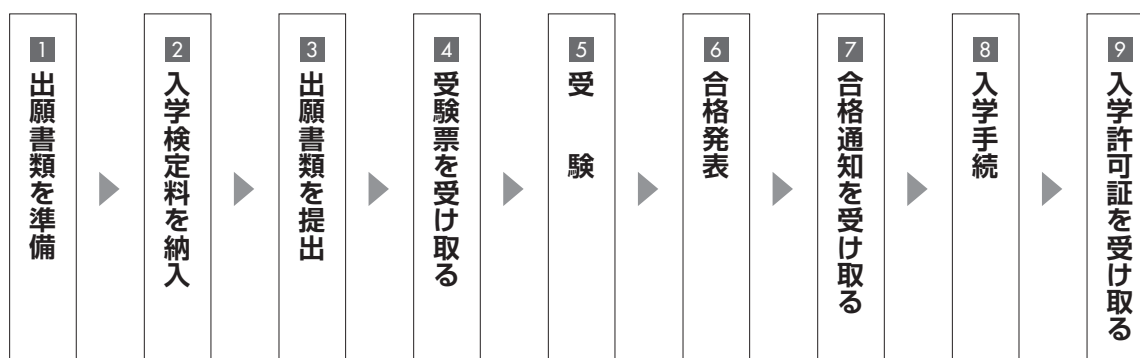 1 出願書類を準備
2 入学検定料を納入
3 出願書類を提出
4 受験票を受け取る
5 受　験
6 合格発表
7 合格通知を受け取る
8 入学手続
9 入学許可証を受け取る